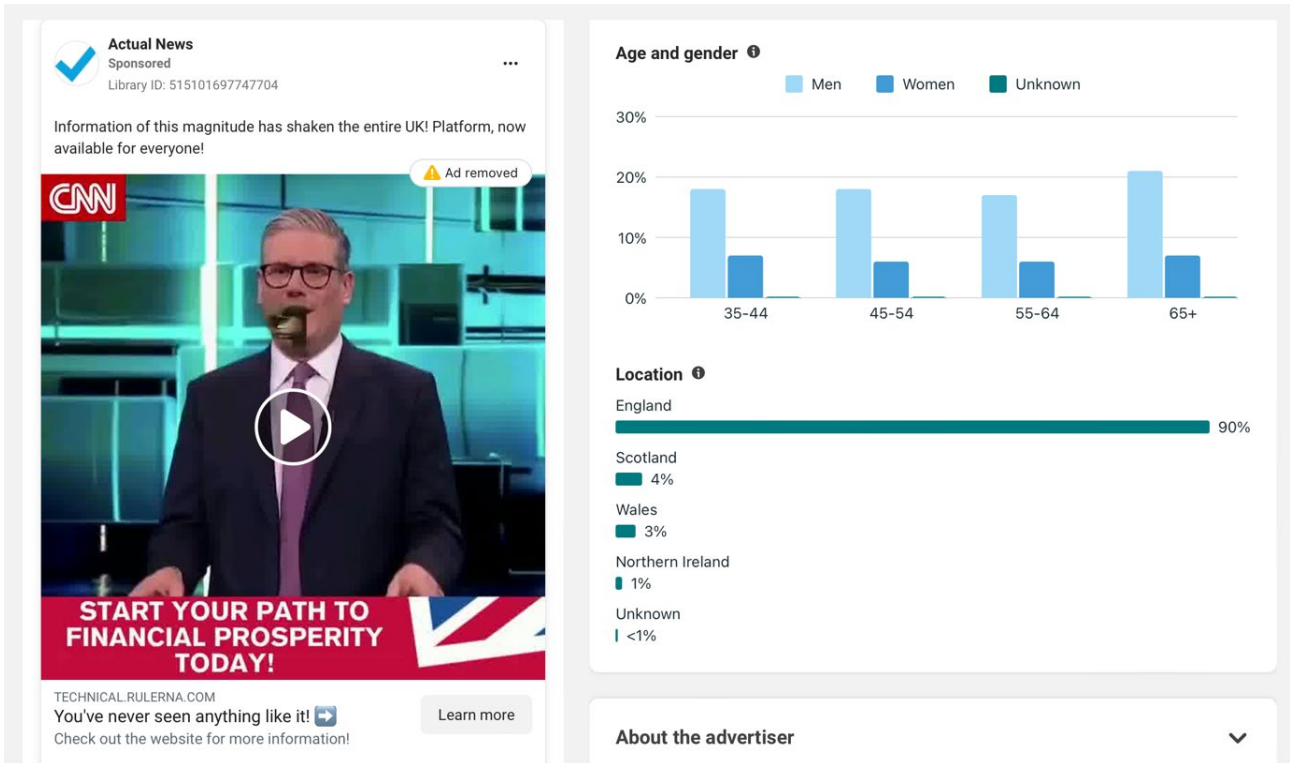 Actual News
Sponsored
Library ID: 515101697747704
Information of this magnitude has shaken the entire UK! Platform, now
available for everyone!
Ad removed
CNN
START YOUR PATH TO
FINANCIAL PROSPERITY
TODAY!
TECHNICAL.RULERNA.COM
You've never seen anything like it! ➡️
Check out the website for more information!
Learn more
Age and gender
Men Women Unknown
30%
20%
10%
0%
35-44 45-54 55-64 65+
Location
England
90%
Scotland
4%
Wales
3%
Northern Ireland
1%
Unknown
<1%
About the advertiser